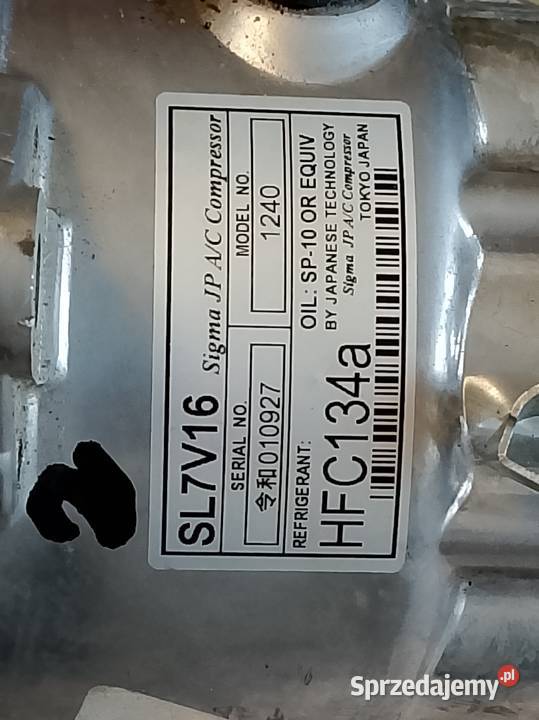 SL7V16 Sigma JP A/C Compressor
SERIAL NO. MODEL NO.
令和010927 1240
REFRIGERANT: OIL: SP-10 OR EQUIV
HFC134a BY JAPANESE TECHNOLOGY
Sigma JP A/C Compressor
TOKYO JAPAN
Sprzedajemy.pl